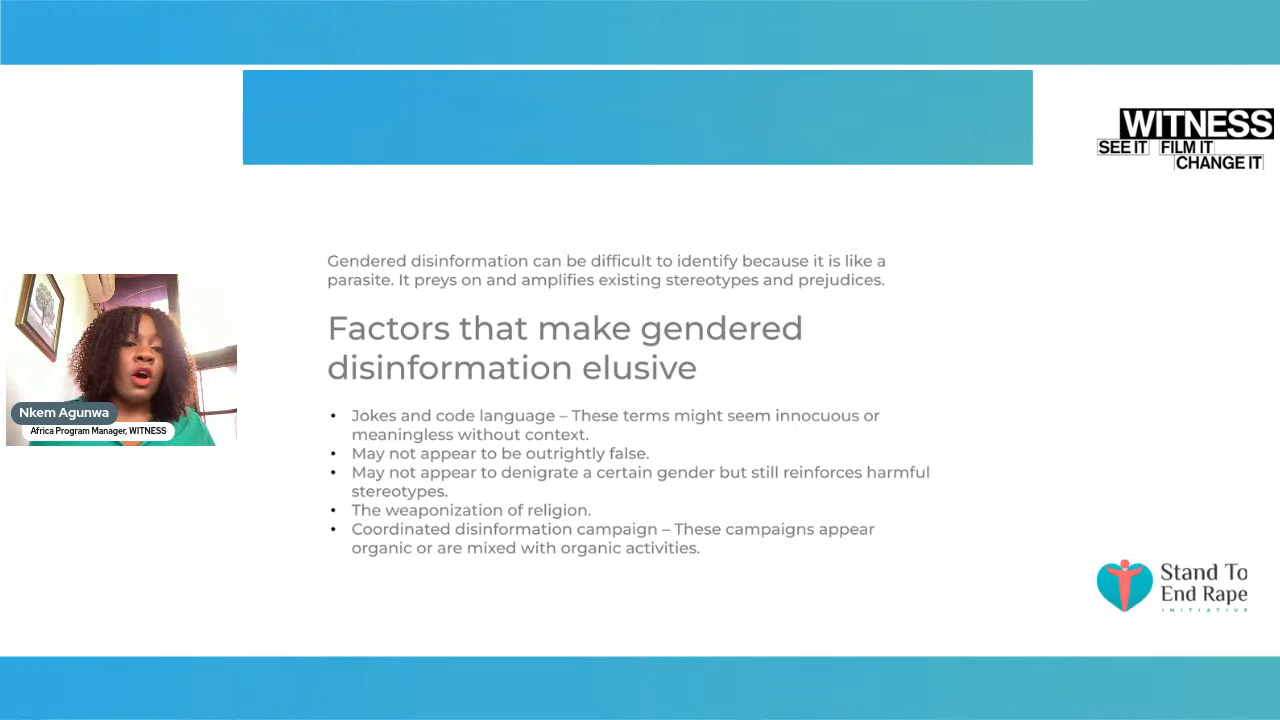 WITNESS
SEE IT FILM IT
CHANGE IT
Gendered disinformation can be difficult to identify because it is like a
parasite. It preys on and amplifies existing stereotypes and prejudices.
Factors that make gendered
disinformation elusive
• Jokes and code language – These terms might seem innocuous or
meaningless without context.
• May not appear to be outrightly false.
• May not appear to denigrate a certain gender but still reinforces harmful
stereotypes.
• The weaponization of religion.
• Coordinated disinformation campaign – These campaigns appear
organic or are mixed with organic activities.
Nkem Agunwa
Africa Program Manager, WITNESS
Stand To
End Rape
INITIATIVE